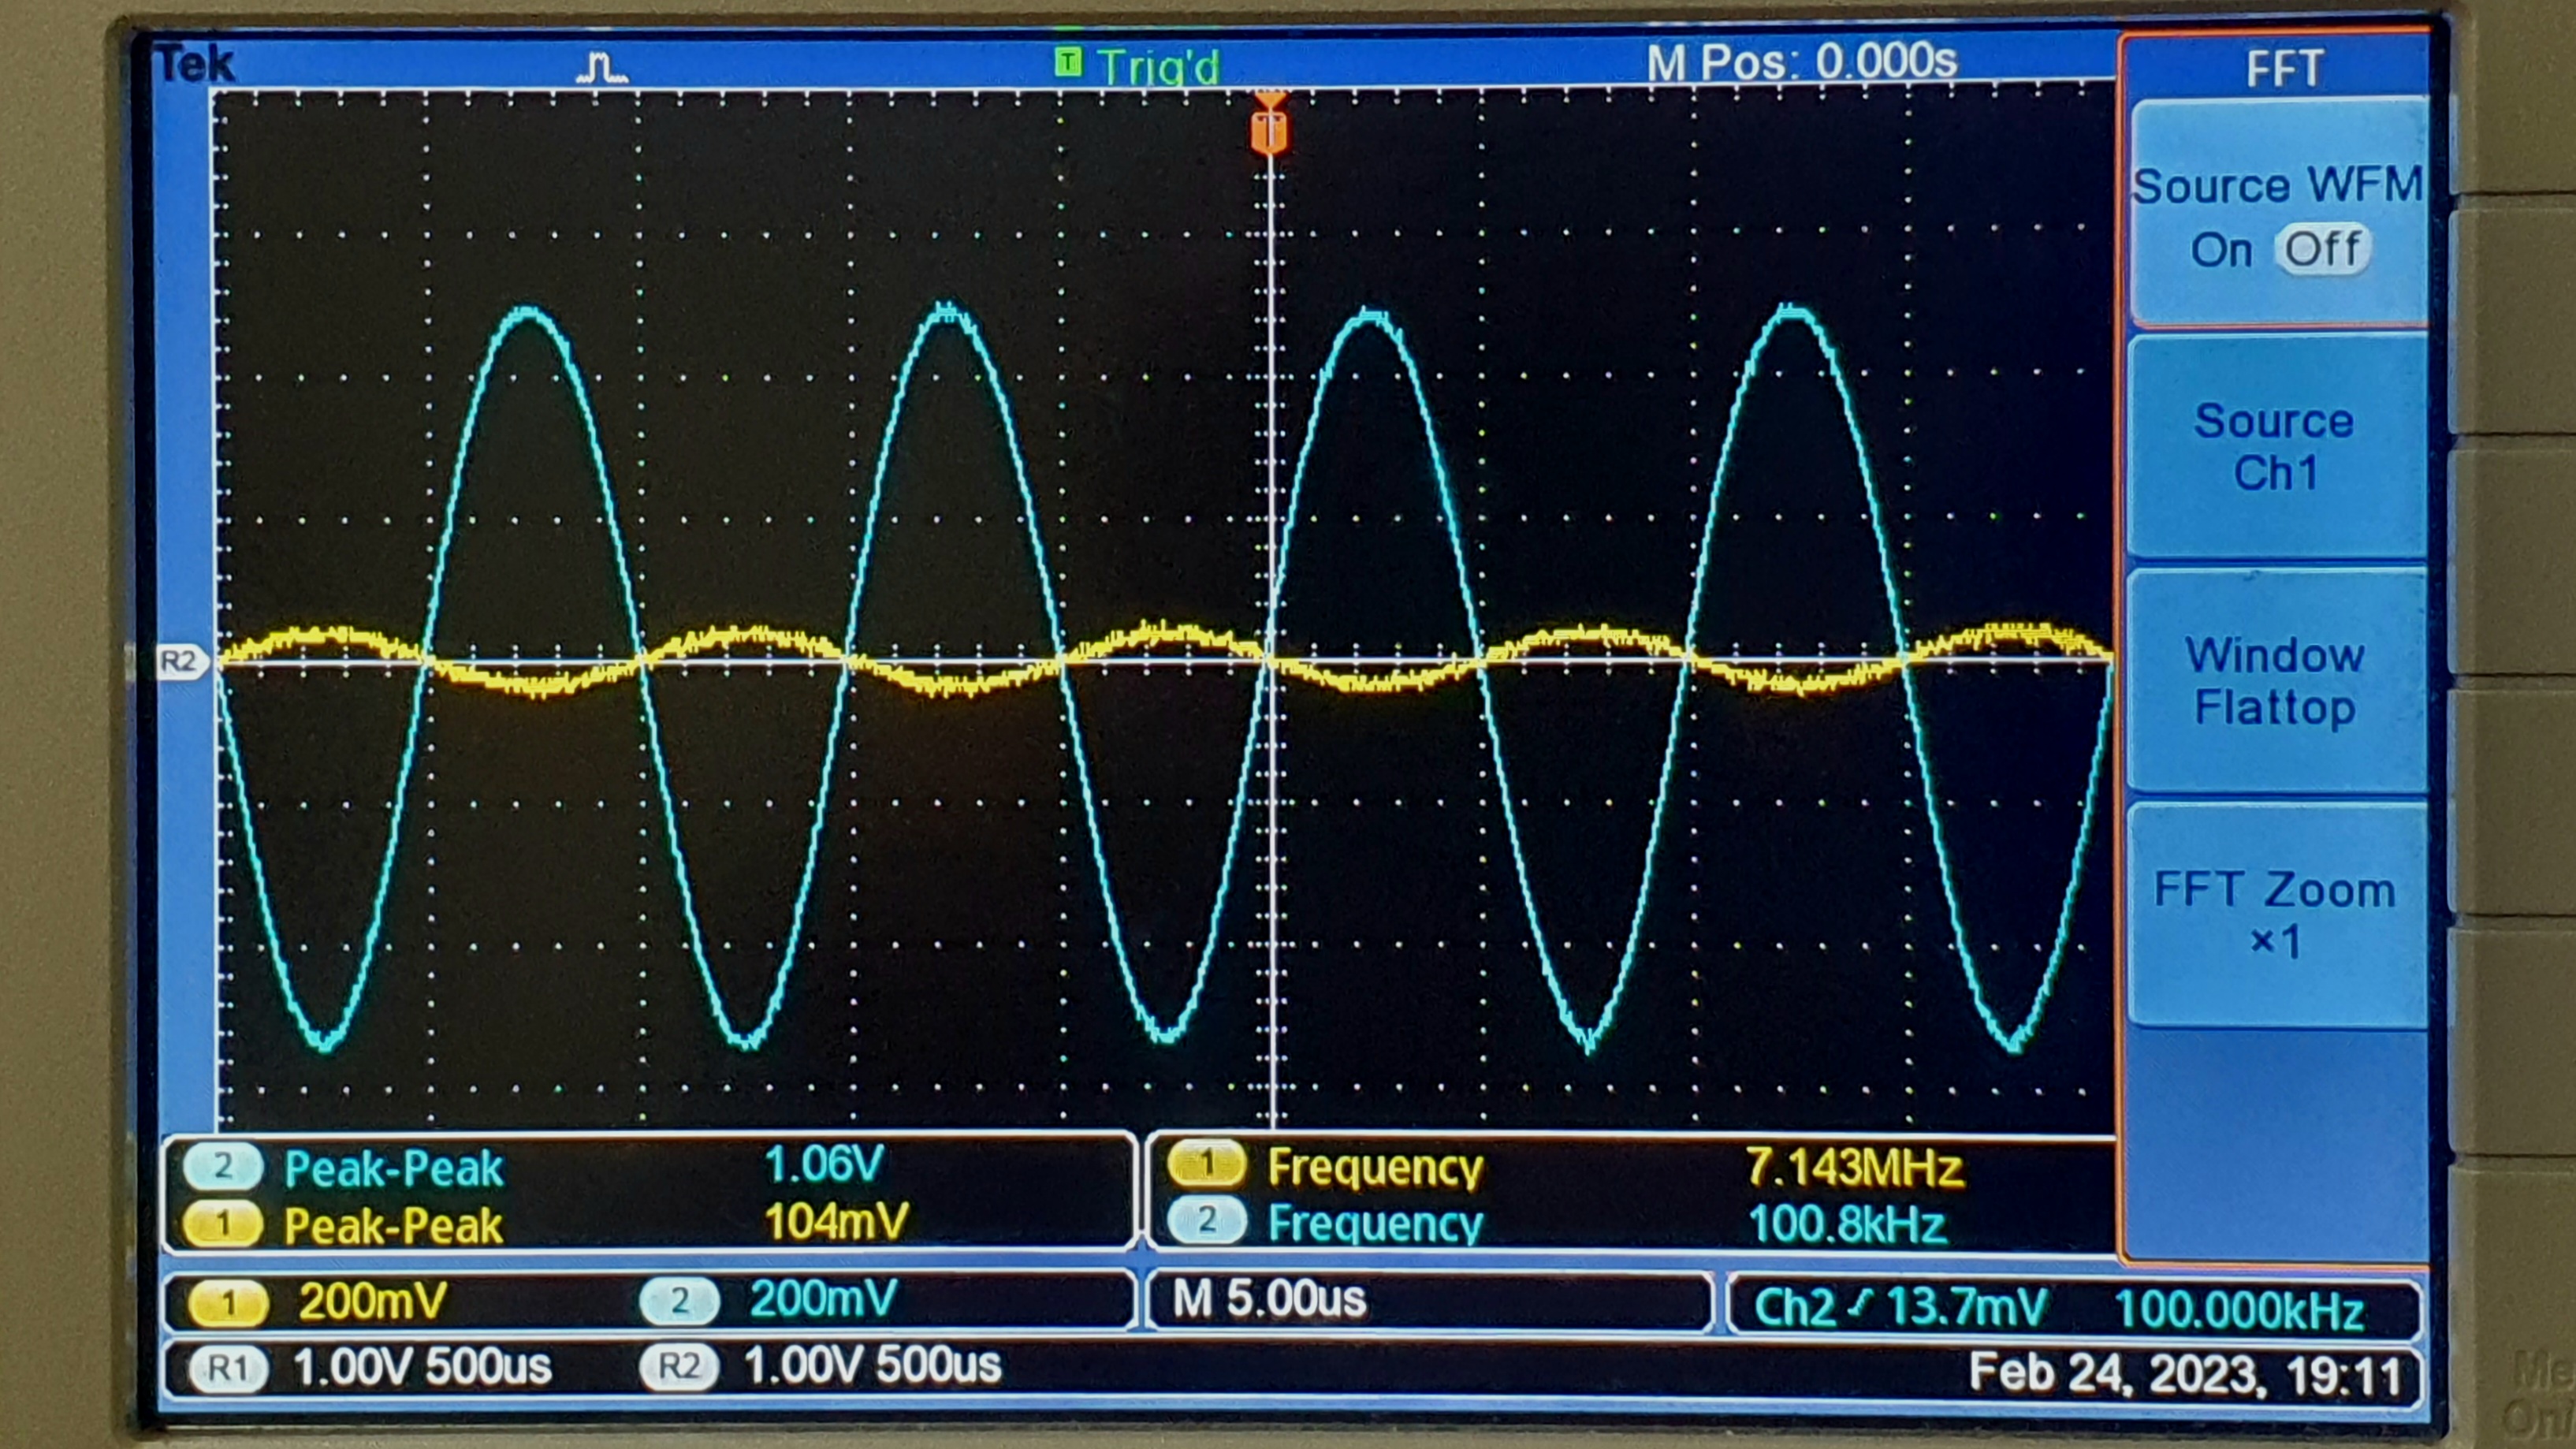 Tek T Trig'd M Pos: 0.000s FFT
T
Source WFM
On Off
Source
Ch1
R2
Window
Flattop
FFT Zoom
×1
2 Peak-Peak 1.06V 1 Frequency 7.143MHz
1 Peak-Peak 104mV 2 Frequency 100.8kHz
1 200mV 2 200mV M 5.00us Ch2 13.7mV 100.000kHz
R1 1.00V 500us R2 1.00V 500us Feb 24, 2023, 19:11